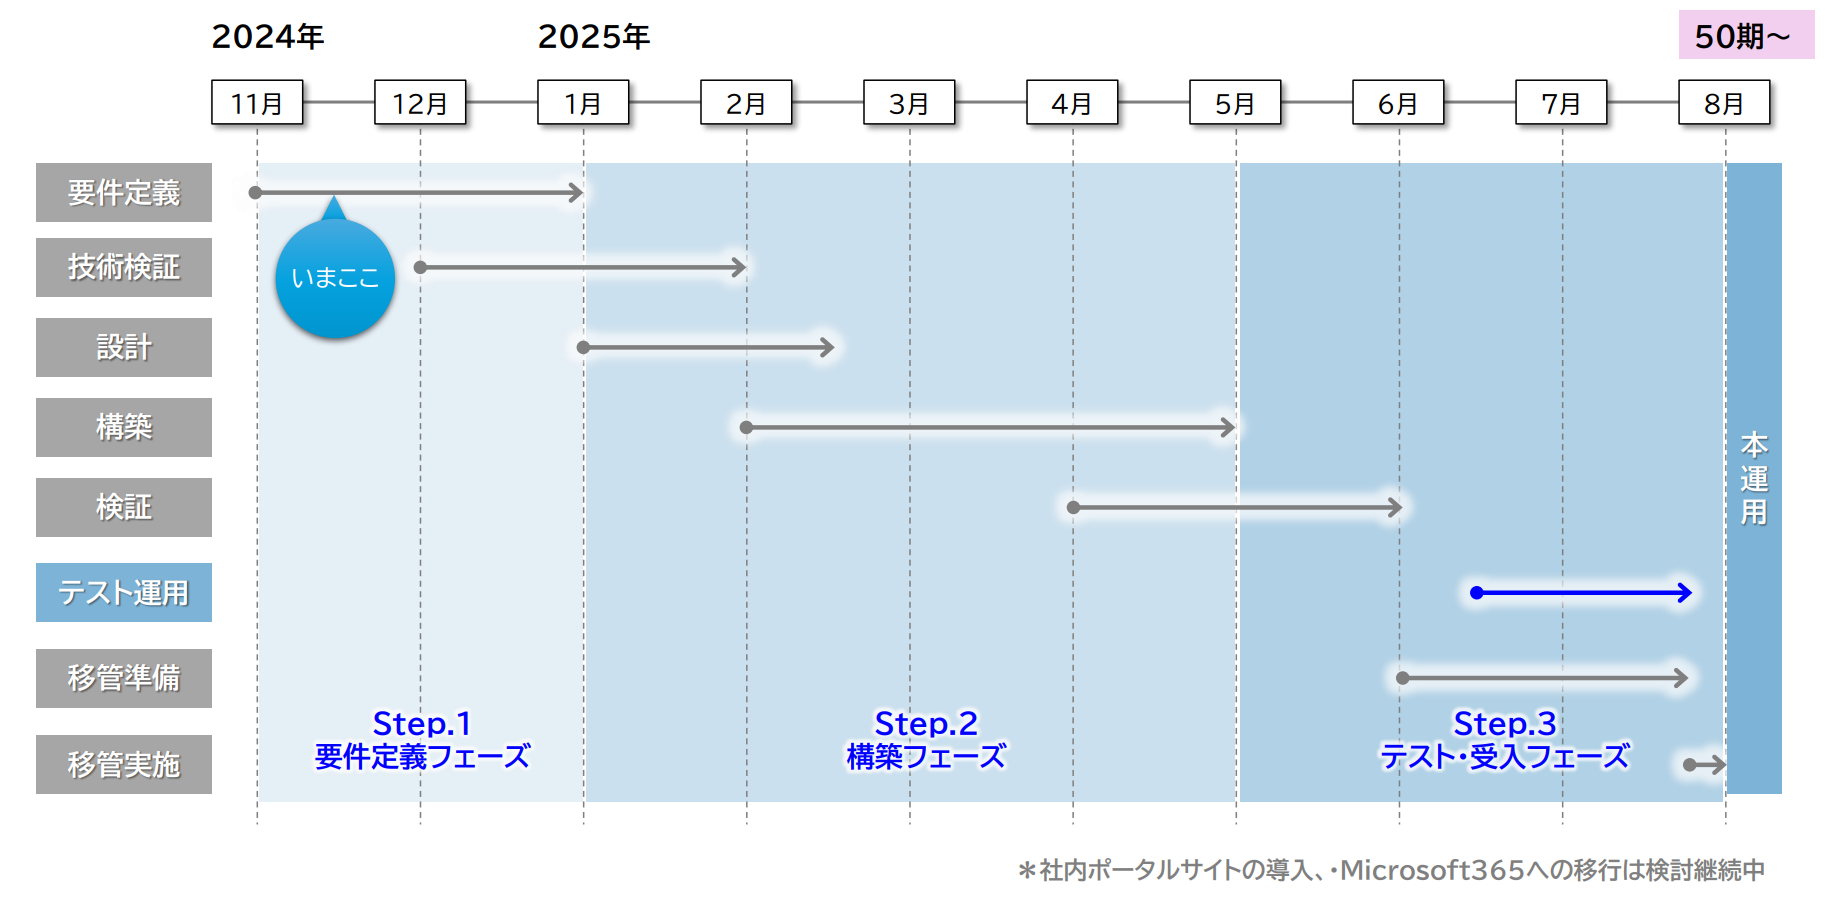 2024年
2025年
50期～
11月
12月
1月
2月
3月
4月
5月
6月
7月
8月
要件定義
いまここ
技術検証
設計
構築
検証
テスト運用
移管準備
移管実施
Step.1
要件定義フェーズ
Step.2
構築フェーズ
Step.3
テスト・受入フェーズ
本運用
＊社内ポータルサイトの導入、・Microsoft365への移行は検討継続中